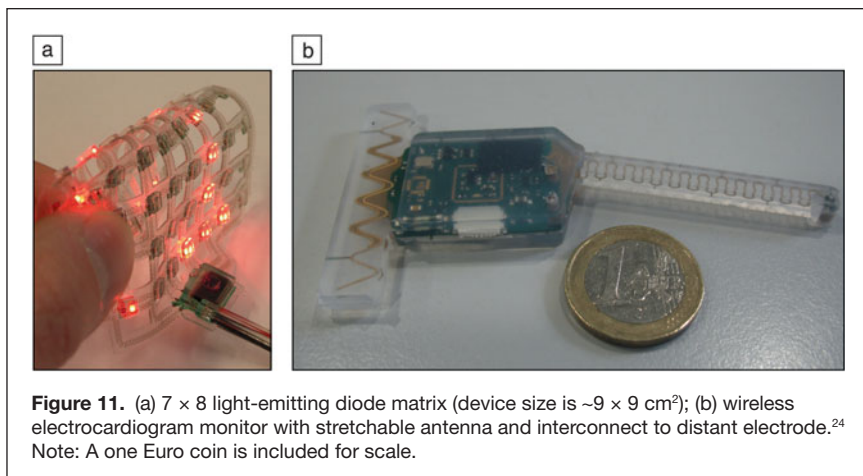 a
b
1
Figure 11. (a) 7 × 8 light-emitting diode matrix (device size is ~9 × 9 cm²); (b) wireless
electrocardiogram monitor with stretchable antenna and interconnect to distant electrode.²⁴
Note: A one Euro coin is included for scale.